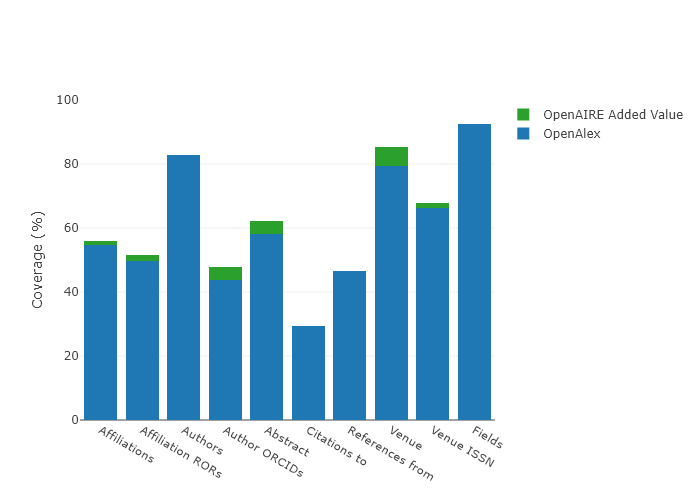 100
80
60
40
20
0
Coverage (%)
Affiliations
Affiliation RORs
Authors
Author ORCIDs
Abstract
Citations to
References from
Venue
Venue ISSN
Fields
OpenAIRE Added Value
OpenAlex